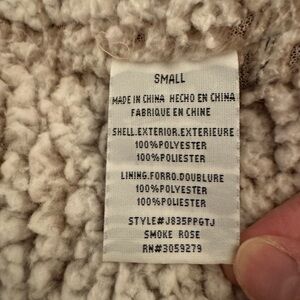 SMALL
MADE IN CHINA HECHO EN CHINA
FABRIQUE EN CHINE
SHELL.EXTERIOR.EXTERIEURE
100%POLYESTER
100%POLIESTER
LINING.FORRO.DOUBLURE
100%POLYESTER
100%POLIESTER
STYLE#J835PPGTJ
SMOKE ROSE
RN#3059279